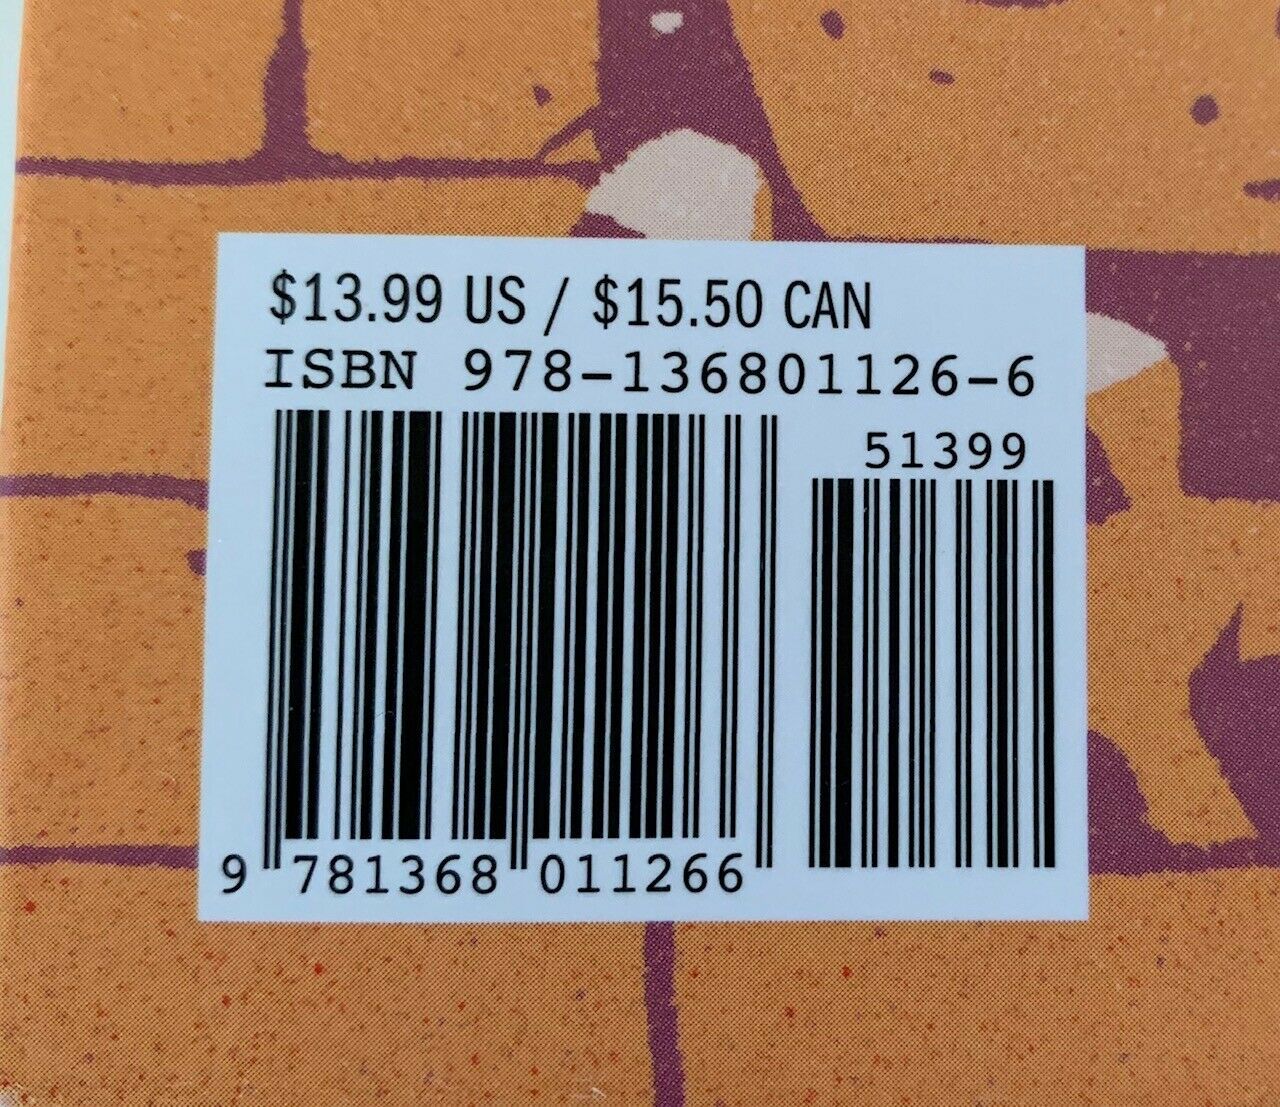 $13.99 US / $15.50 CAN
ISBN 978-136801126-6
51399
9 781368 011266